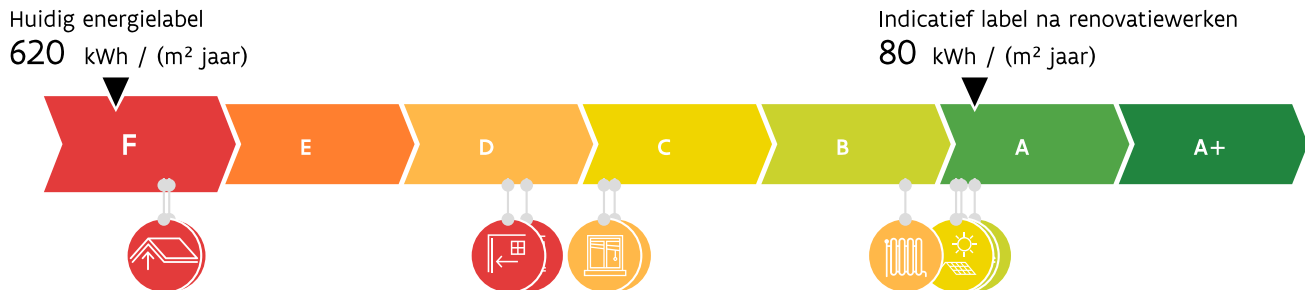 Huidig energielabel
620 kWh / (m² jaar)
Indicatief label na renovatiewerken
80 kWh / (m² jaar)
F E D C B A A+